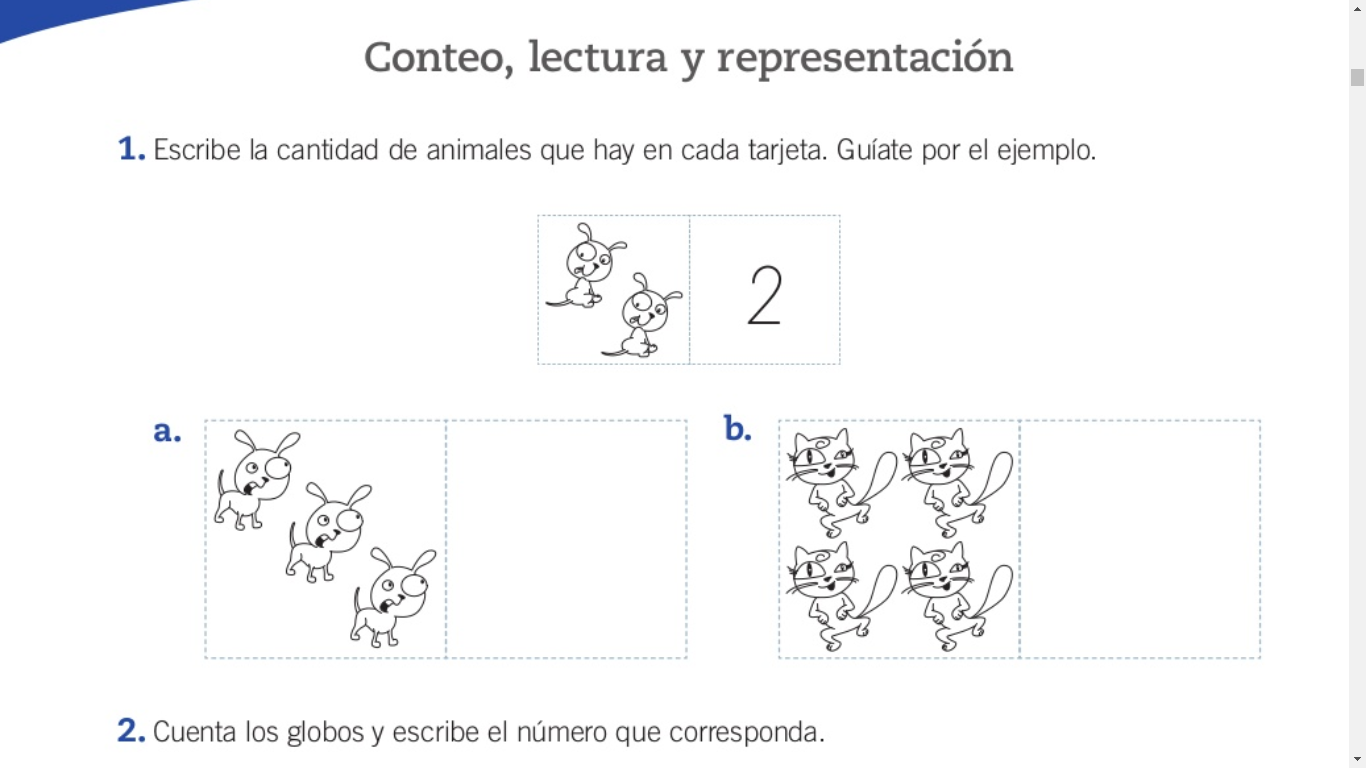 Conteo, lectura y representación
1. Escribe la cantidad de animales que hay en cada tarjeta. Guíate por el ejemplo.
2
a.
b.
2. Cuenta los globos y escribe el número que corresponda.